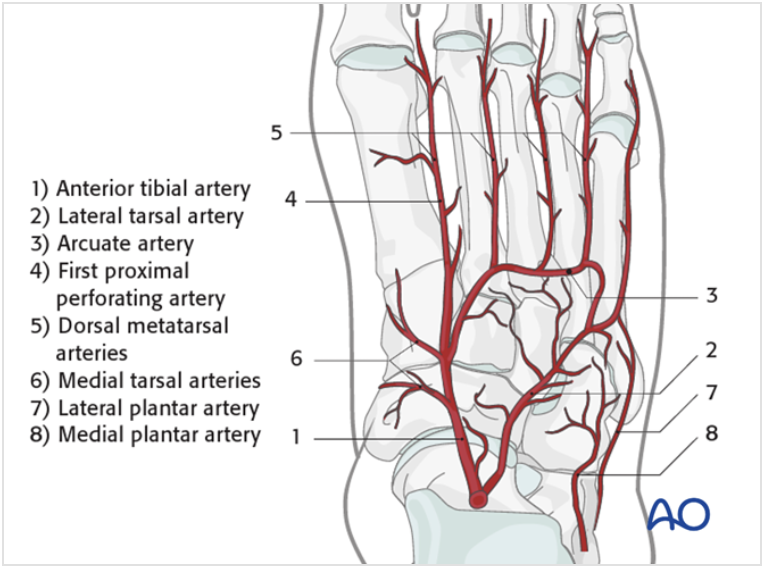 1) Anterior tibial artery
2) Lateral tarsal artery
3) Arcuate artery
4) First proximal
perforating artery
5) Dorsal metatarsal
arteries
6) Medial tarsal arteries
7) Lateral plantar artery
8) Medial plantar artery
5
4
3
6
2
7
1
8
AO